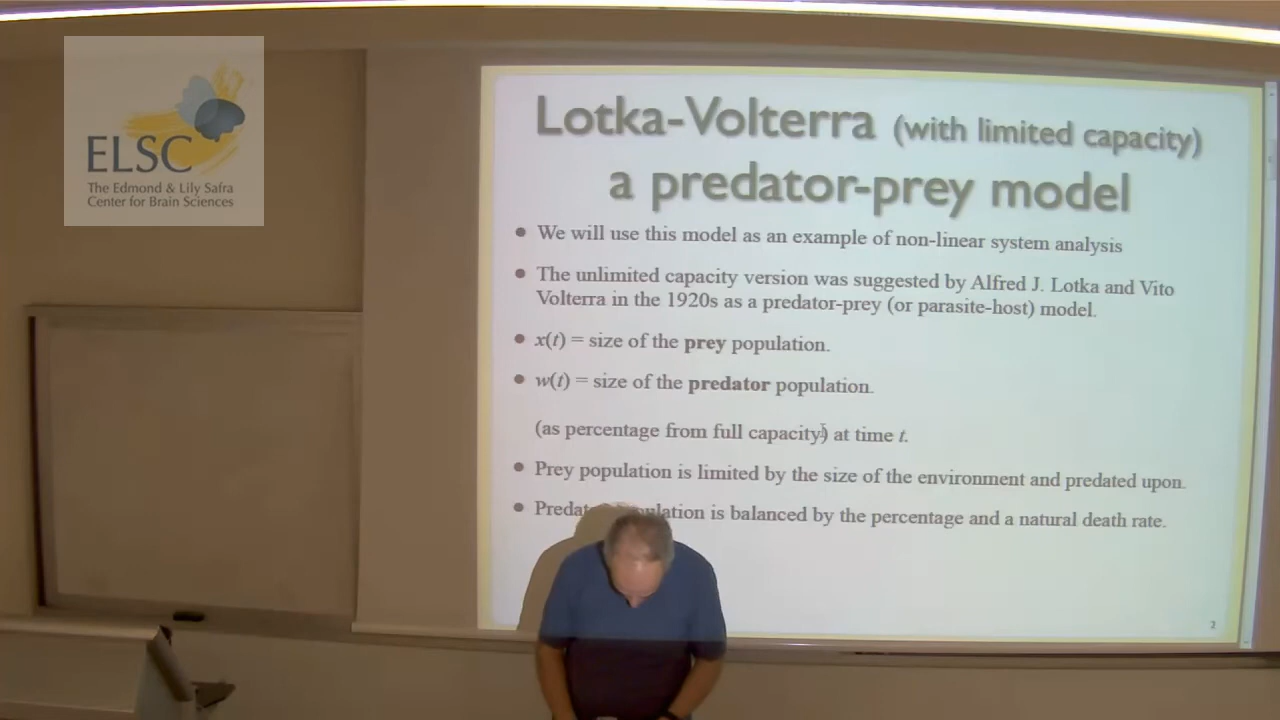 ELSC
The Edmond & Lily Safra
Center for Brain Sciences
Lotka-Volterra (with limited capacity)
a predator-prey model
• We will use this model as an example of non-linear system analysis
• The unlimited capacity version was suggested by Alfred J. Lotka and Vito
Volterra in the 1920s as a predator-prey (or parasite-host) model.
• x(t) = size of the prey population.
• w(t) = size of the predator population.
(as percentage from full capacity) at time t.
• Prey population is limited by the size of the environment and predated upon.
• is balanced by the percentage and a natural death rate.
2